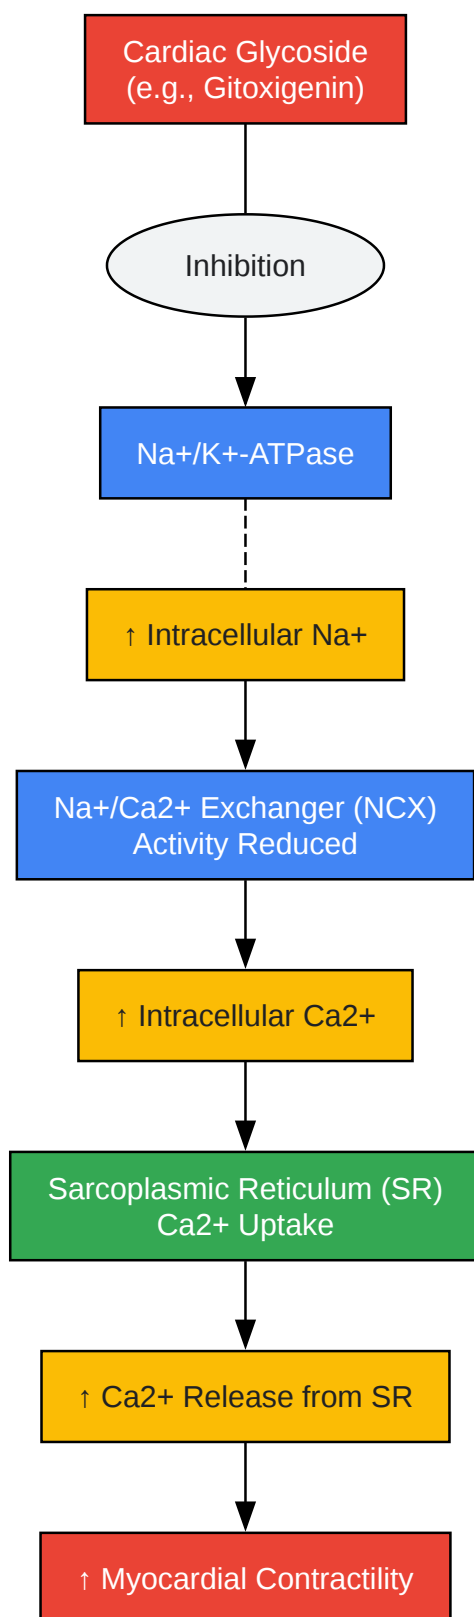 Cardiac Glycoside
(e.g., Gitoxigenin)
Inhibition
Na+/K+-ATPase
↑ Intracellular Na+
Na+/Ca2+ Exchanger (NCX)
Activity Reduced
↑ Intracellular Ca2+
Sarcoplasmic Reticulum (SR)
Ca2+ Uptake
↑ Ca2+ Release from SR
↑ Myocardial Contractility